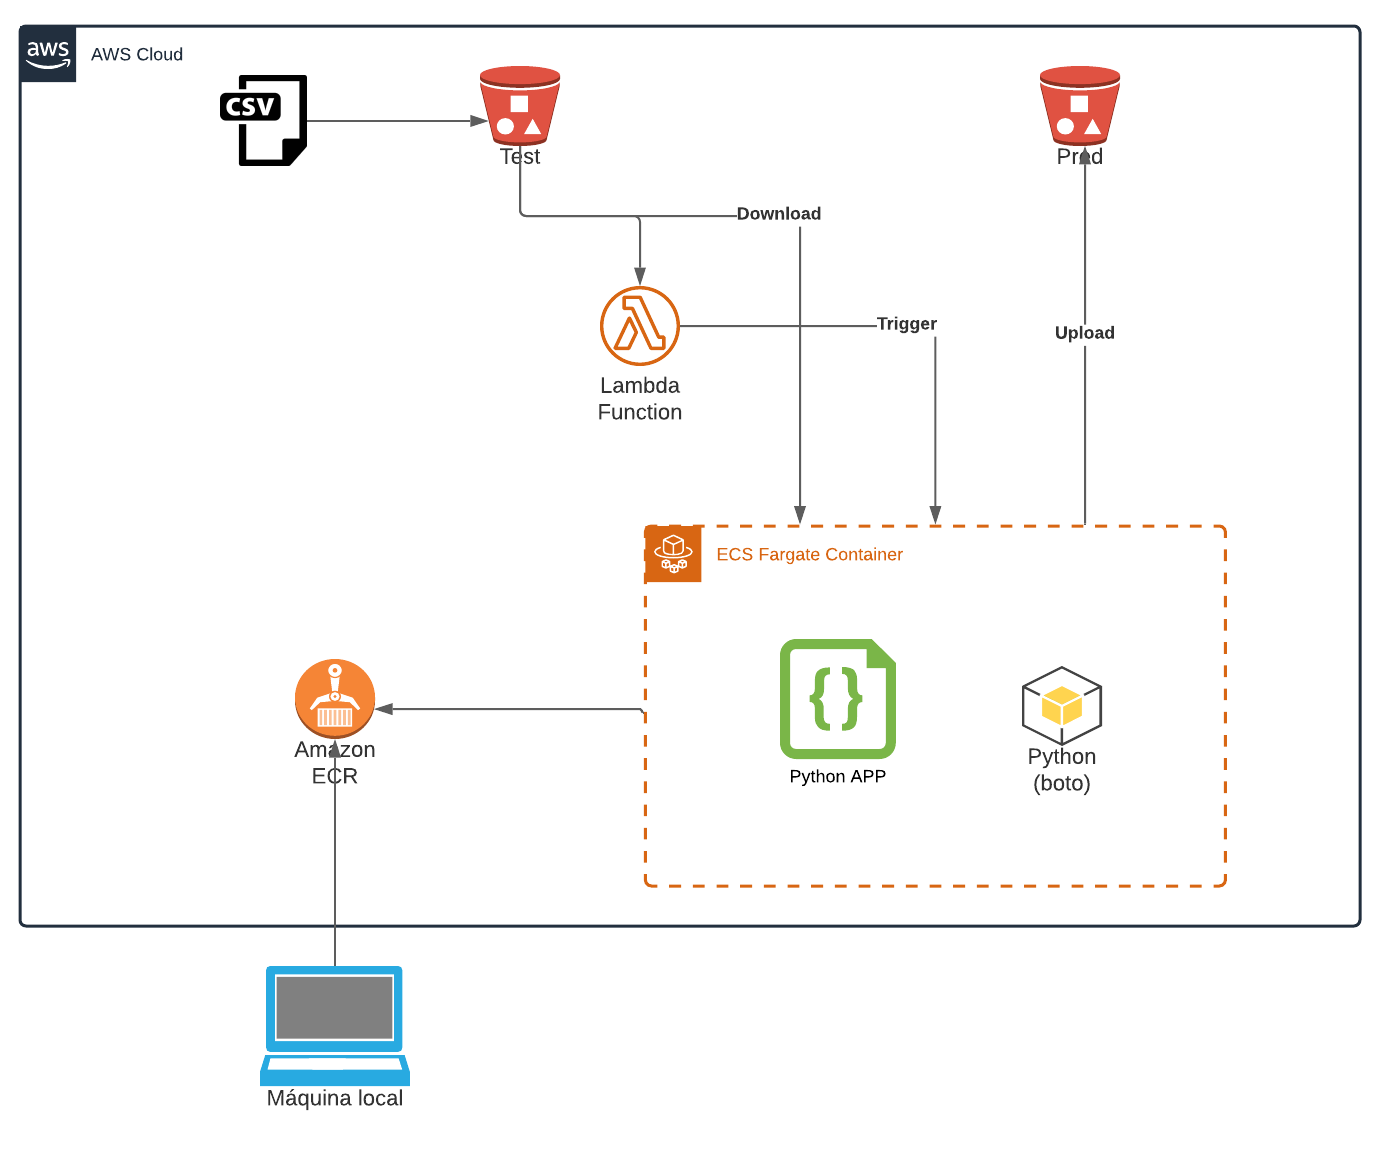 aws
AWS Cloud
CSV
Test
Prod
Download
Trigger
Upload
Lambda
Function
ECS Fargate Container
Python APP
Python
(boto)
Amazon
ECR
Máquina local